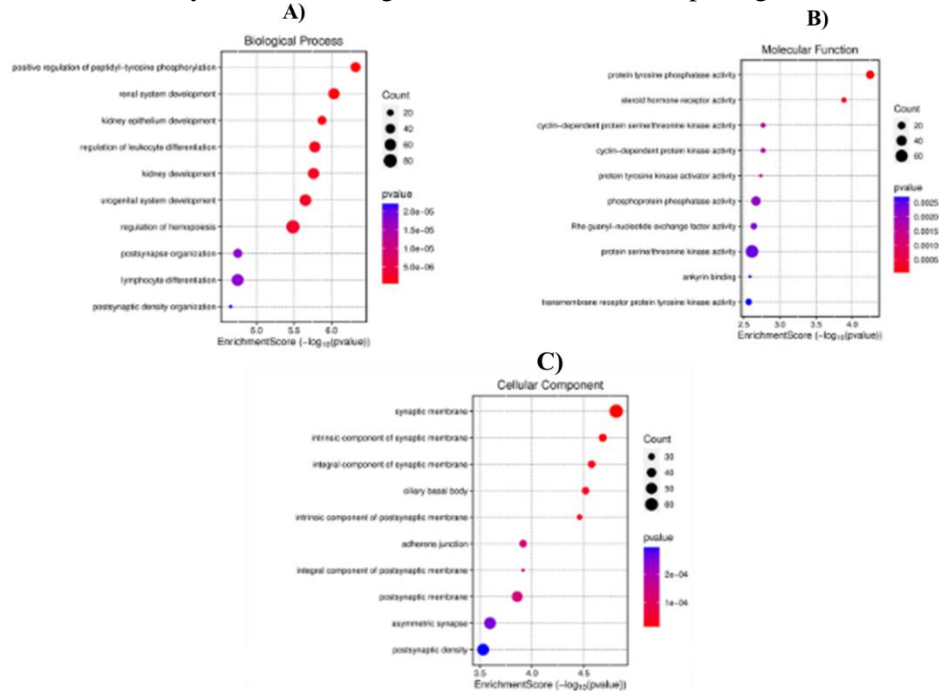 A)
Biological Process
positive regulation of peptidyl-tyrosine phosphorylation
renal system development
kidney epithelium development
regulation of leukocyte differentiation
kidney development
urogenital system development
regulation of hemopoiesis
postsynapse organization
lymphocyte differentiation
postsynaptic density organization
5.0 5.5 6.0
EnrichmentScore (-log10(pvalue))
Count
20
40
60
80
pvalue
2.0e-05
1.5e-05
1.0e-05
5.0e-06
B)
Molecular Function
protein tyrosine phosphatase activity
steroid hormone receptor activity
cyclin-dependent protein serine/threonine kinase activity
cyclin-dependent protein kinase activity
protein tyrosine kinase activator activity
phosphoprotein phosphatase activity
Rho guanyl-nucleotide exchange factor activity
protein serine/threonine kinase activity
ankyrin binding
transmembrane receptor protein tyrosine kinase activity
2.5 3.0 3.5 4.0
EnrichmentScore (-log10(pvalue))
Count
20
60
pvalue
0.0025
0.0020
0.0015
0.0010
0.0005
C)
Cellular Component
synaptic membrane
intrinsic component of synaptic membrane
integral component of synaptic membrane
ciliary basal body
intrinsic component of postsynaptic membrane
adherens junction
integral component of postsynaptic membrane
postsynaptic membrane
asymmetric synapse
postsynaptic density
3.5 4.0 4.5
EnrichmentScore (-log10(pvalue))
Count
30
40
50
60
pvalue
2e-04
1e-04